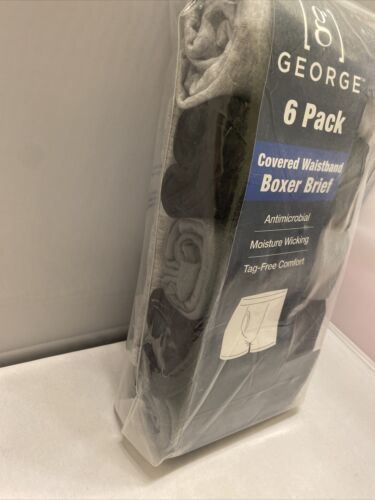 GEORGE
6 Pack
Covered Waistband
Boxer Brief
Antimicrobial
Moisture Wicking
Tag-Free Comfort